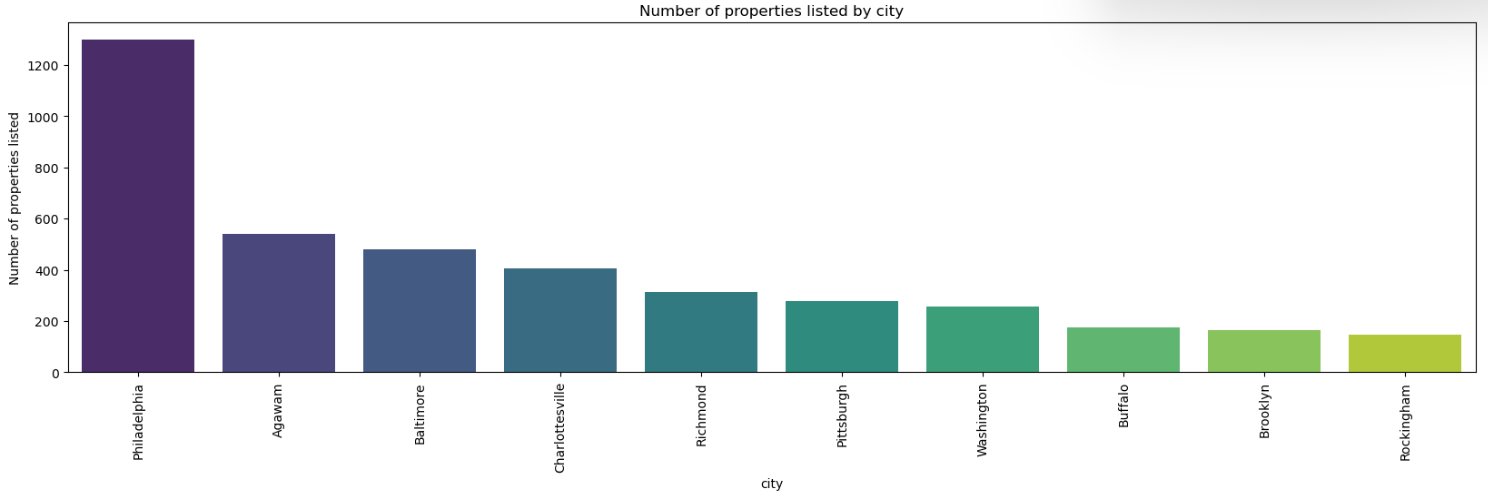 Number of properties listed by city
Number of properties listed
1200
1000
800
600
400
200
0
Philadelphia
Agawam
Baltimore
Charlottesville
Richmond
Pittsburgh
Washington
Buffalo
Brooklyn
Rockingham
city